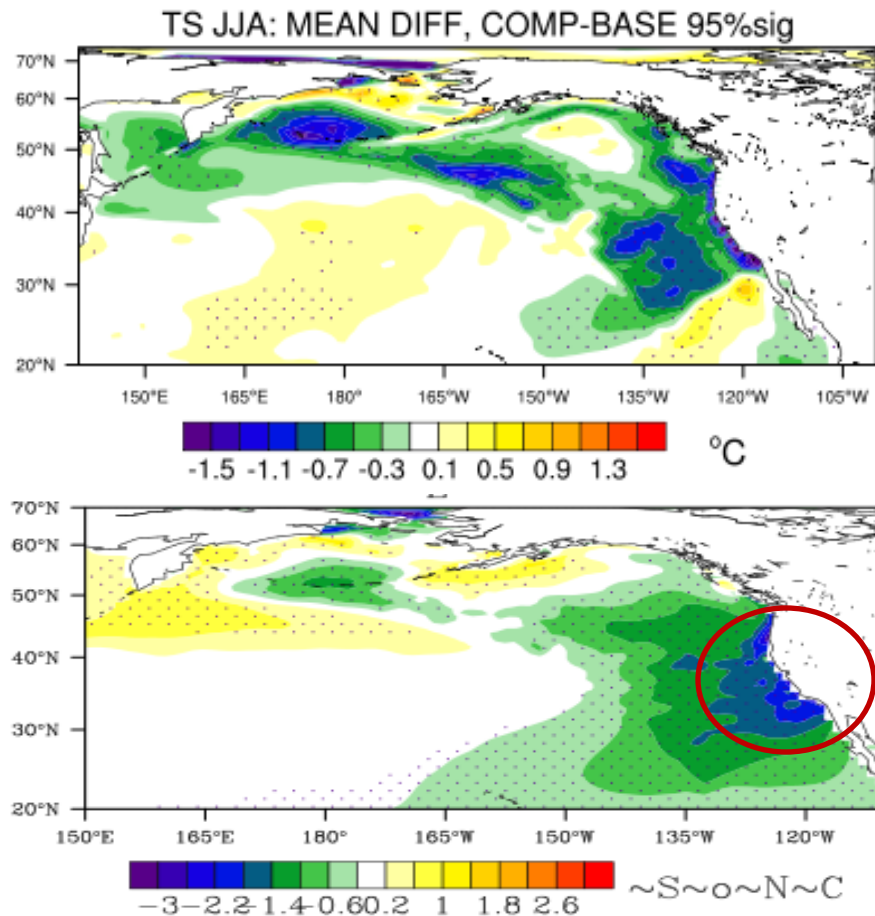 TS JJA: MEAN DIFF, COMP-BASE 95%sig
70°N
60°N
50°N
40°N
30°N
20°N
150°E 165°E 180° 165°W 150°W 135°W 120°W 105°W
-1.5 -1.1 -0.7 -0.3 0.1 0.5 0.9 1.3 °C
70°N
60°N
50°N
40°N
30°N
20°N
150°E 165°E 180° 165°W 150°W 135°W 120°W
-3 -2.2 -1.4 -0.6 0.2 1 1.8 2.6 ~S~o~N~C